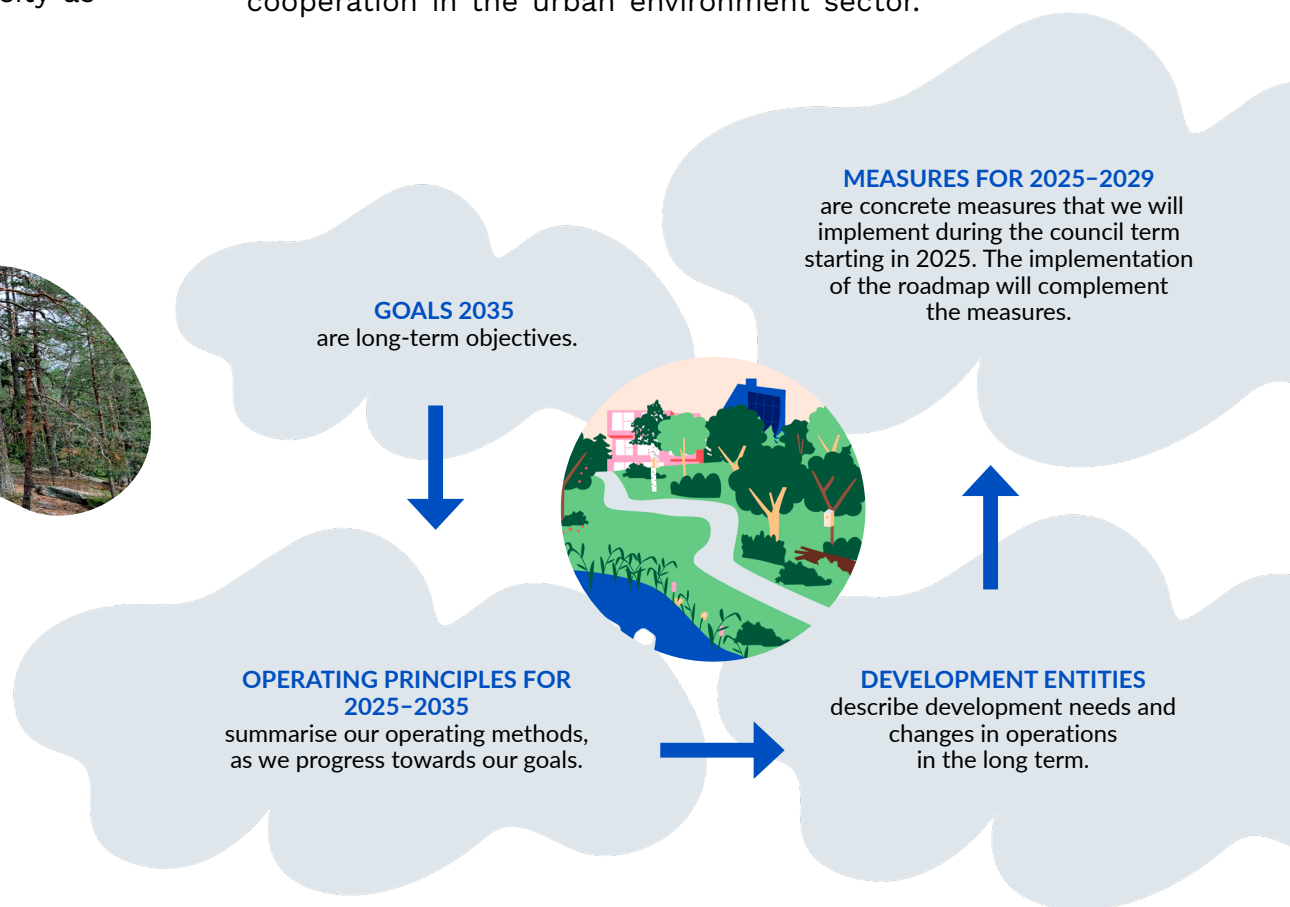 cooperation in the urban environment sector.
GOALS 2035
are long-term objectives.
OPERATING PRINCIPLES FOR
2025–2035
summarise our operating methods,
as we progress towards our goals.
DEVELOPMENT ENTITIES
describe development needs and
changes in operations
in the long term.
MEASURES FOR 2025–2029
are concrete measures that we will
implement during the council term
starting in 2025. The implementation
of the roadmap will complement
the measures.